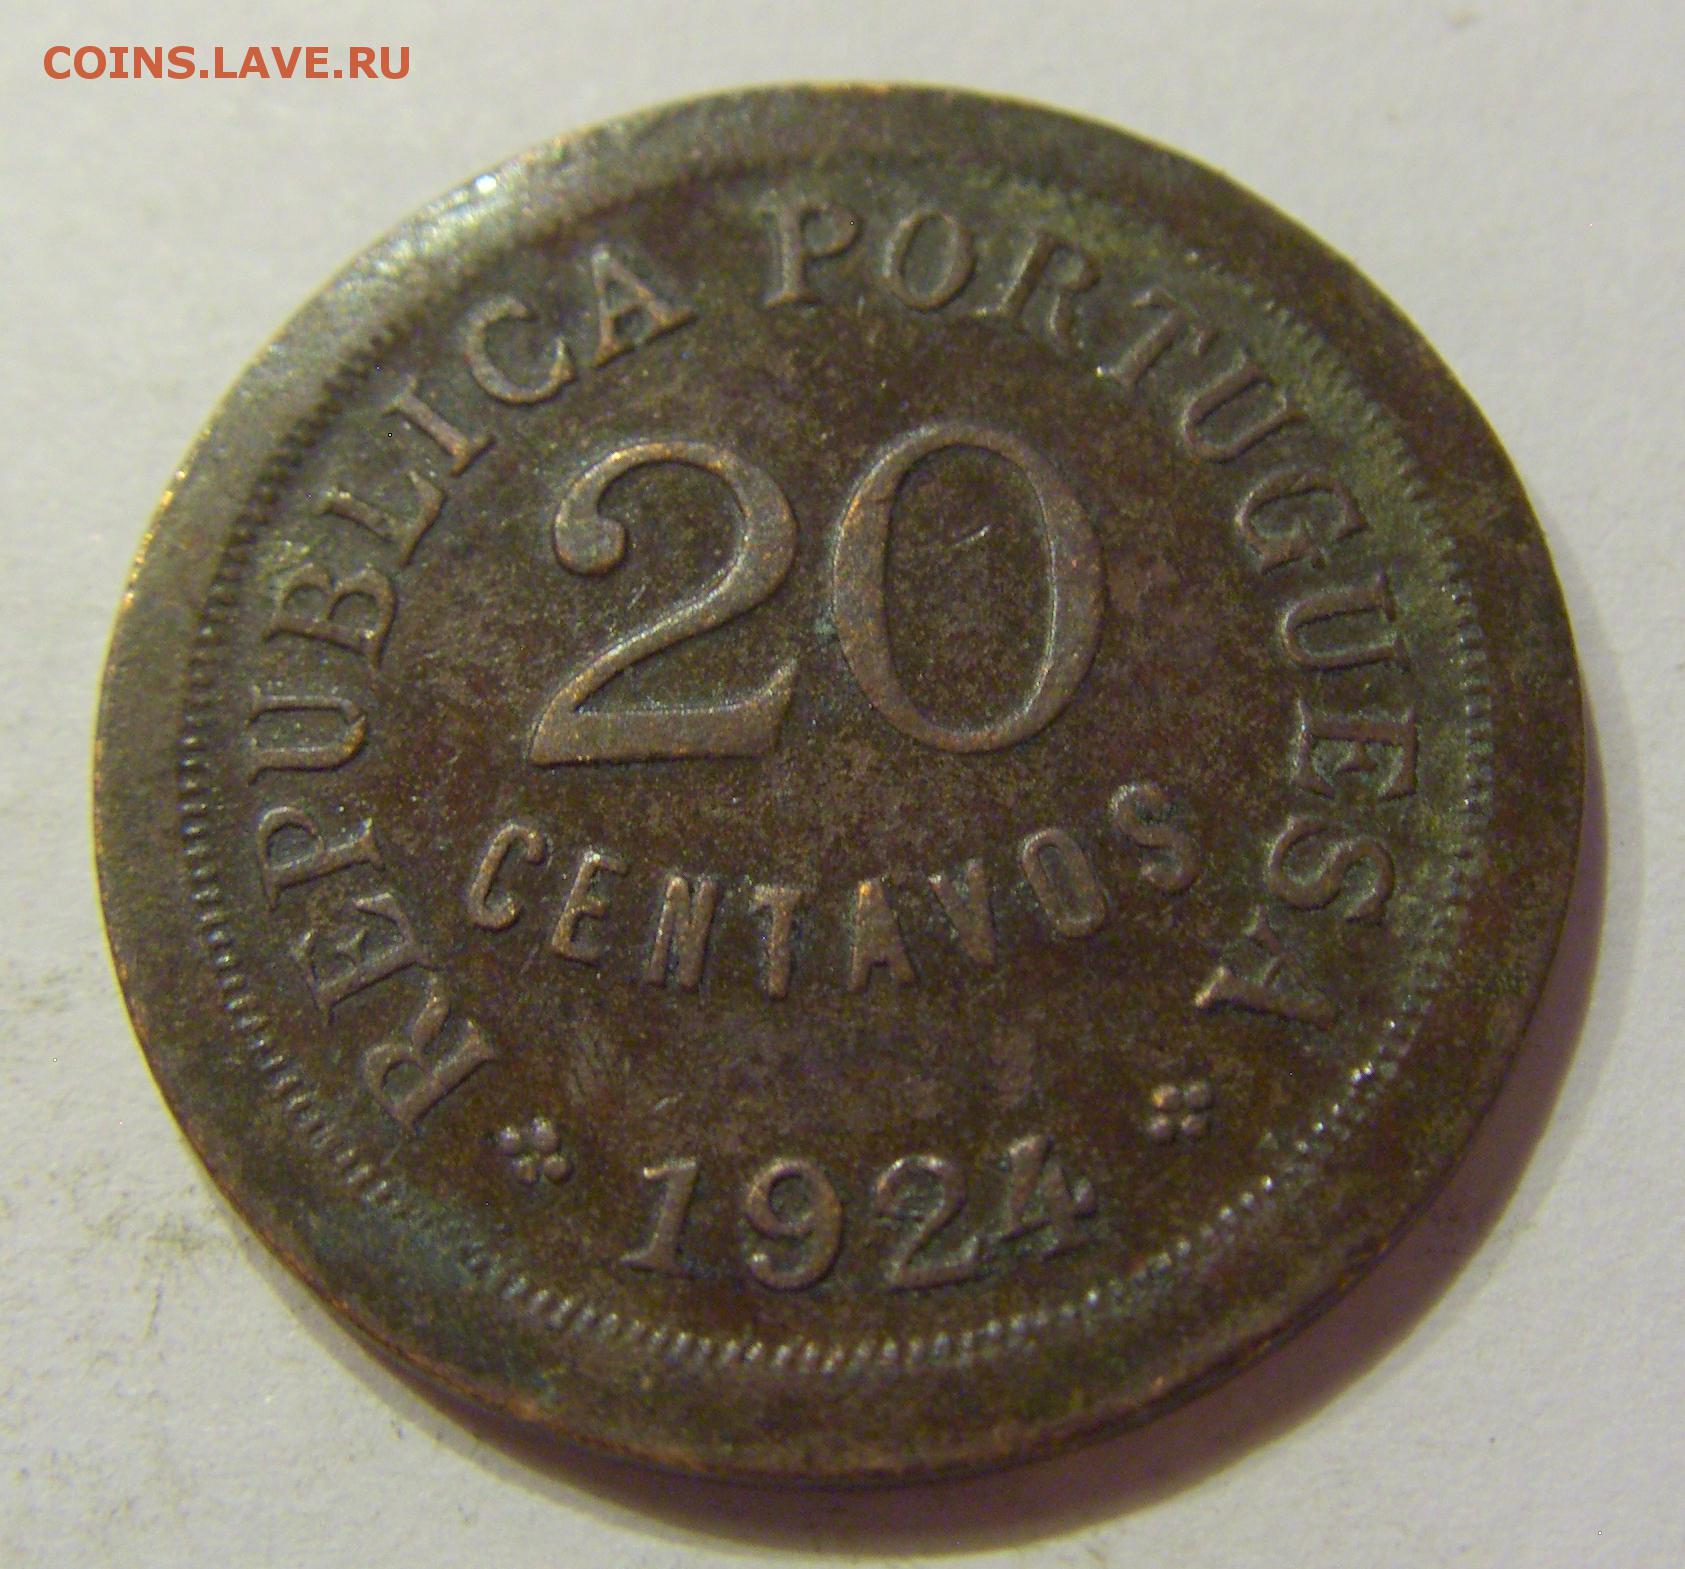 COINS.LAVE.RU
REPUBLICA PORTUGUESA
20
CENTAVOS
1924